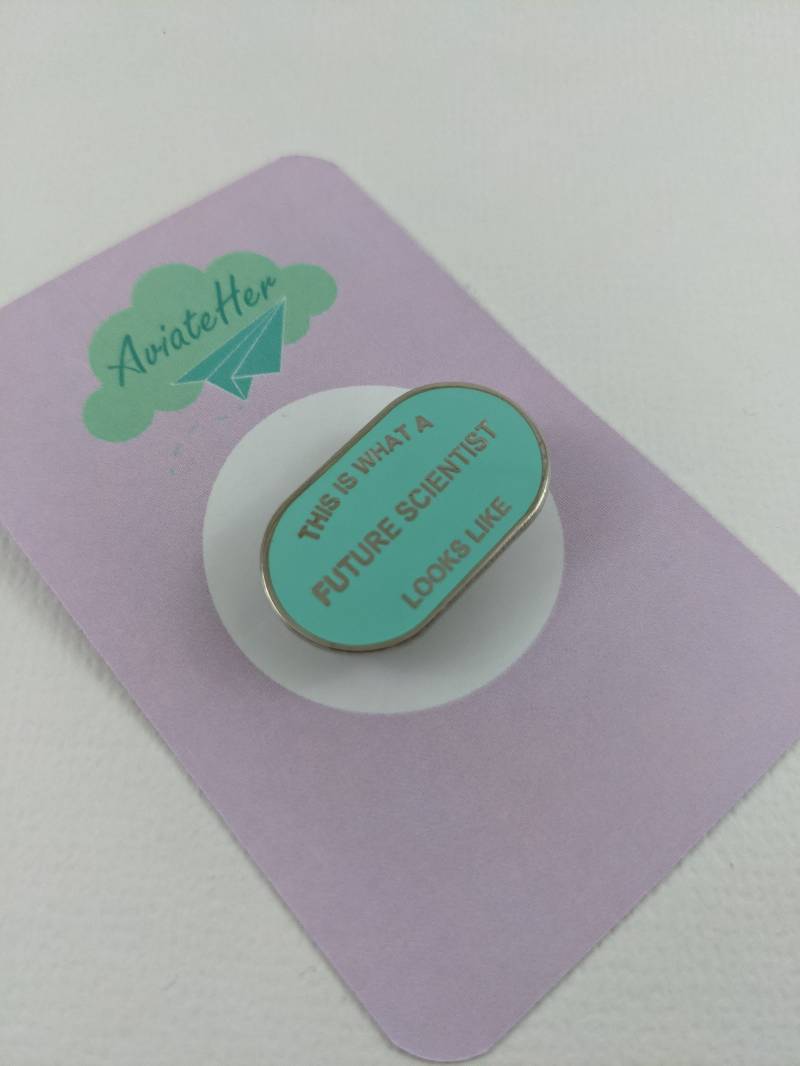 AviateHer
THIS IS WHAT A
FUTURE SCIENTIST
LOOKS LIKE